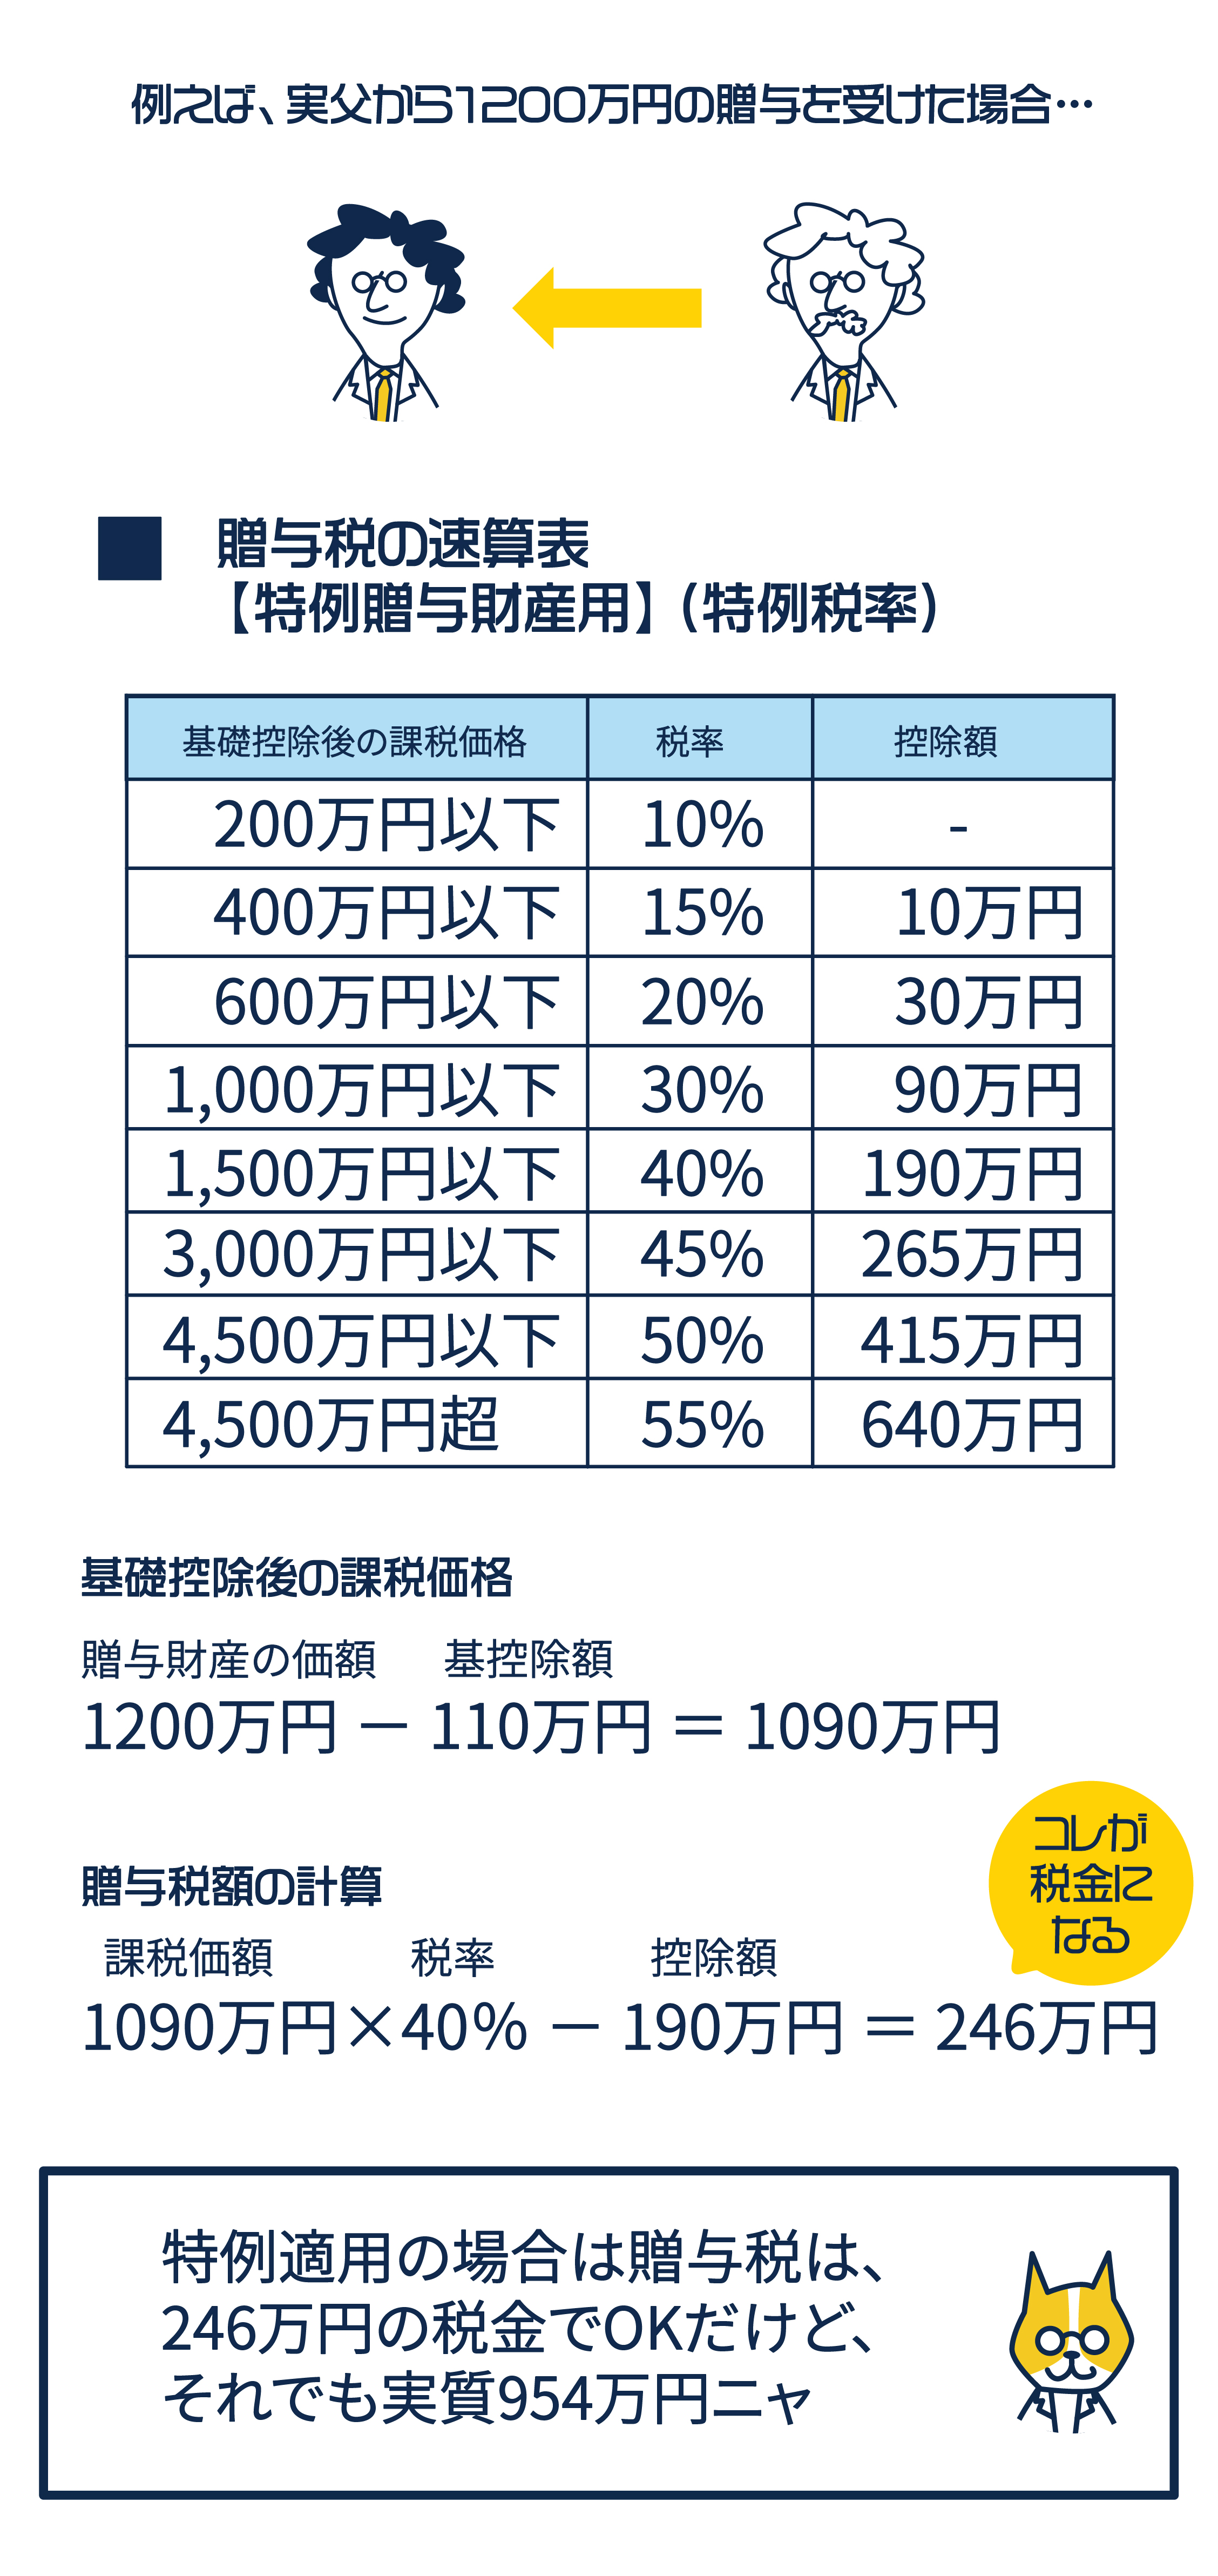 例えば、実父から1200万円の贈与を受けた場合…
■ 贈与税の速算表
【特例贈与財産用】(特例税率)
基礎控除後の課税価格 税率 控除額
200万円以下 10% -
400万円以下 15% 10万円
600万円以下 20% 30万円
1,000万円以下 30% 90万円
1,500万円以下 40% 190万円
3,000万円以下 45% 265万円
4,500万円以下 50% 415万円
4,500万円超 55% 640万円
基礎控除後の課税価格
贈与財産の価額 基控除額
1200万円 － 110万円 ＝ 1090万円
コレが
税金に
なる
贈与税額の計算
課税価額 税率 控除額
1090万円×40％ － 190万円 ＝ 246万円
特例適用の場合は贈与税は、
246万円の税金でOKだけど、
それでも実質954万円ニャ